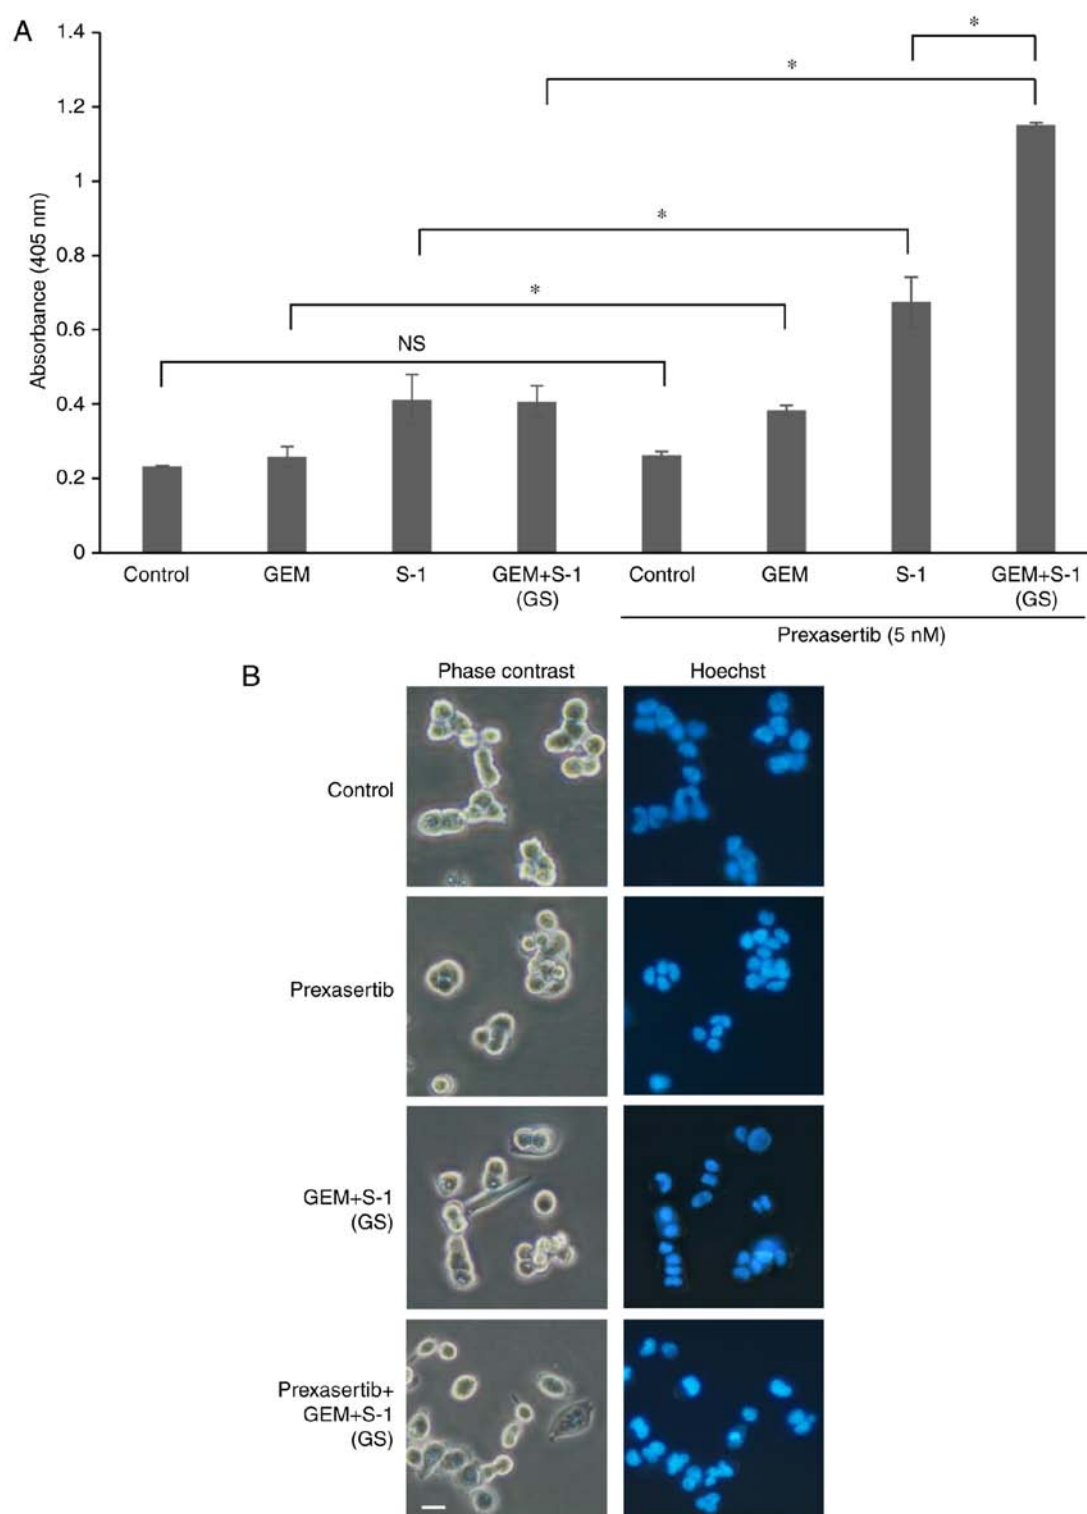 A
1.4
1.2
1
0.8
0.6
0.4
0.2
0
Absorbance (405 nm)
*
*
*
*
NS
Control GEM S-1 GEM+S-1 Control GEM S-1 GEM+S-1
(GS) (GS)
Prexasertib (5 nM)
B
Phase contrast Hoechst
Control
Prexasertib
GEM+S-1
(GS)
Prexasertib+
GEM+S-1
(GS)